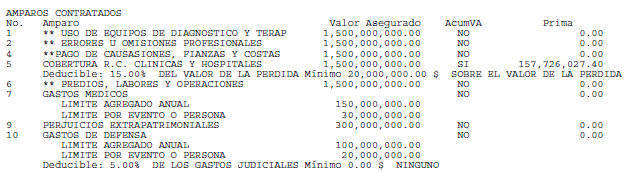 AMPAROS CONTRATADOS
No. Amparo Valor Asegurado AcumVA Prima
1 ** USO DE EQUIPOS DE DIAGNOSTICO Y TERAP 1,500,000,000.00 NO 0.00
2 ** ERRORES U OMISIONES PROFESIONALES 1,500,000,000.00 NO 0.00
4 **PAGO DE CAUSASIONES, FIANZAS Y COSTAS 1,500,000,000.00 NO 0.00
5 COBERTURA R.C. CLINICAS Y HOSPITALES 1,500,000,000.00 SI 157,726,027.40
Deducible: 15.00% DEL VALOR DE LA PERDIDA Mínimo 20,000,000.00 $ SOBRE EL VALOR DE LA PERDIDA
6 ** PREDIOS, LABORES Y OPERACIONES 1,500,000,000.00 NO 0.00
7 GASTOS MEDICOS NO 0.00
LIMITE AGREGADO ANUAL 150,000,000.00
LIMITE POR EVENTO O PERSONA 30,000,000.00
9 PERJUICIOS EXTRAPATRIMONIALES 300,000,000.00 NO 0.00
10 GASTOS DE DEFENSA NO 0.00
LIMITE AGREGADO ANUAL 100,000,000.00
LIMITE POR EVENTO O PERSONA 20,000,000.00
Deducible: 5.00% DE LOS GASTOS JUDICIALES Mínimo 0.00 $ NINGUNO